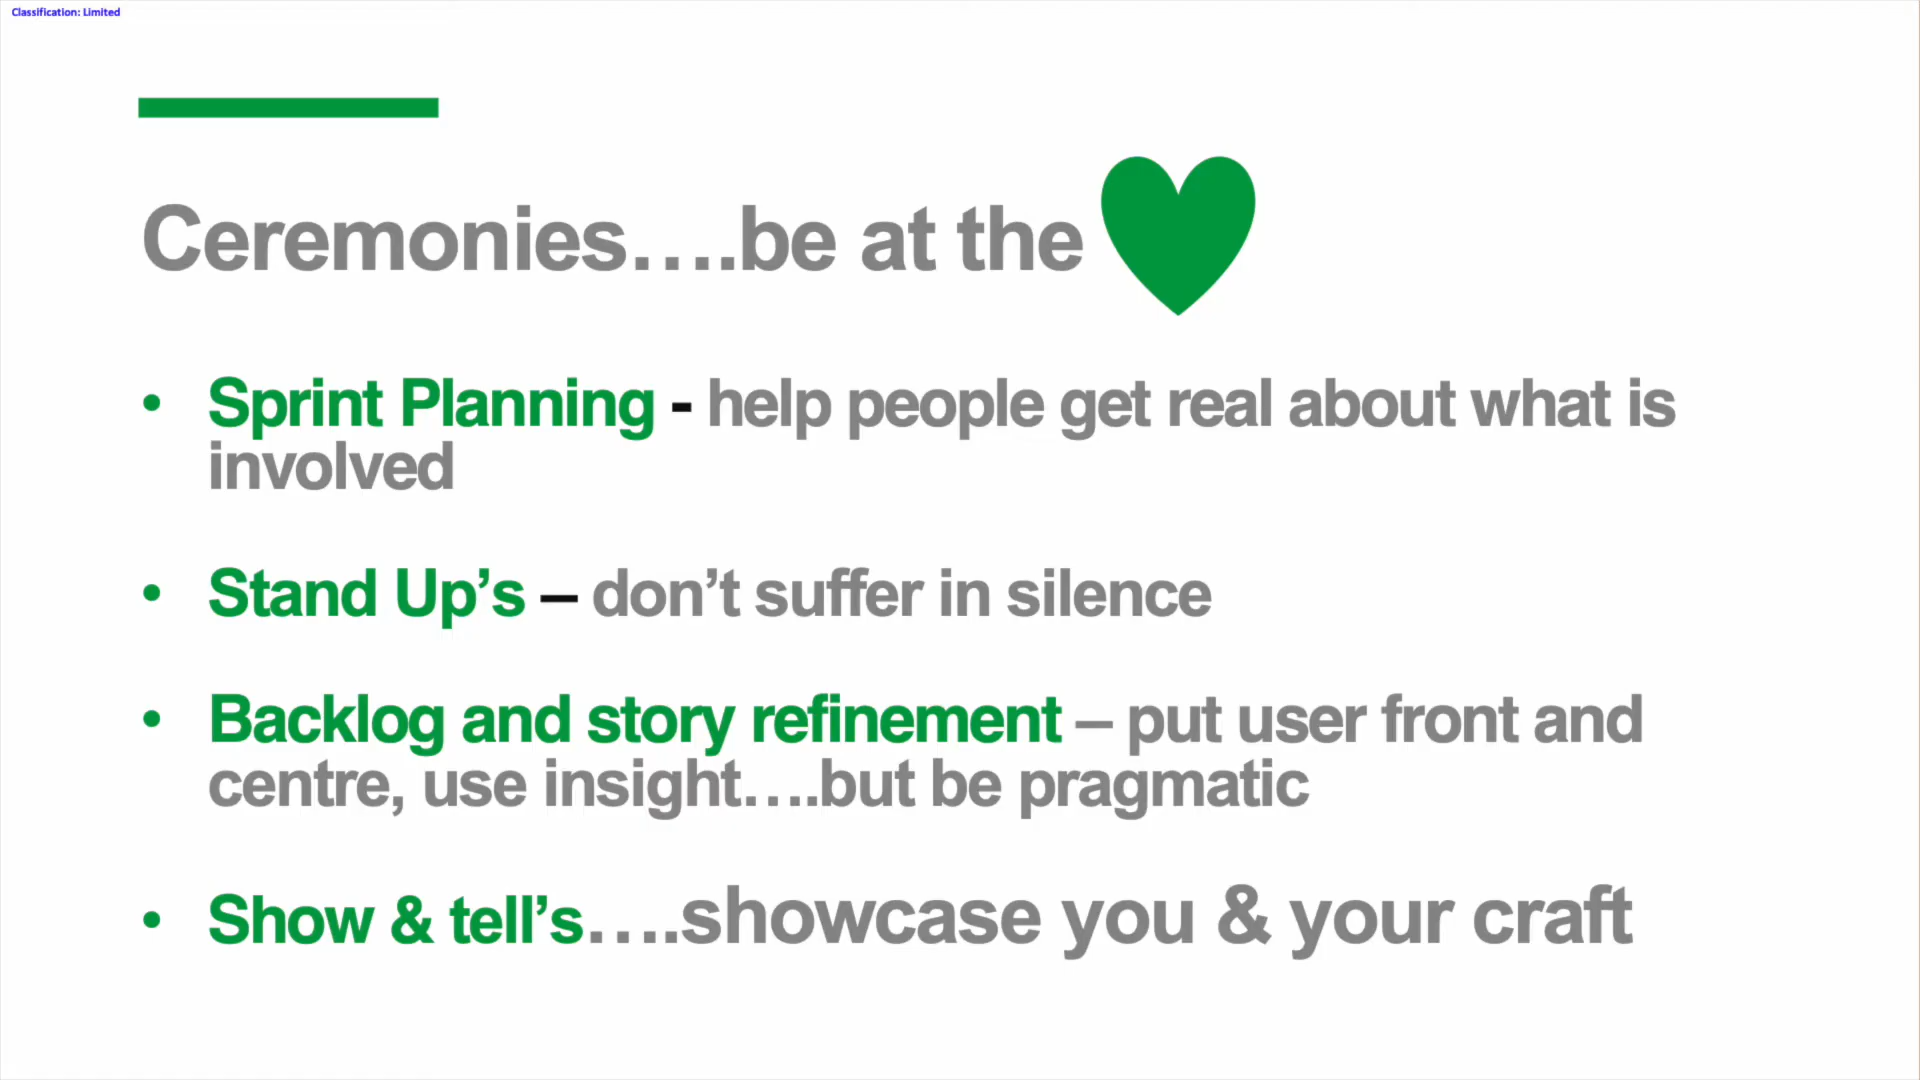 Classification: Limited
Ceremonies….be at the
• Sprint Planning - help people get real about what is
involved
• Stand Up’s – don’t suffer in silence
• Backlog and story refinement – put user front and
centre, use insight….but be pragmatic
• Show & tell’s….showcase you & your craft